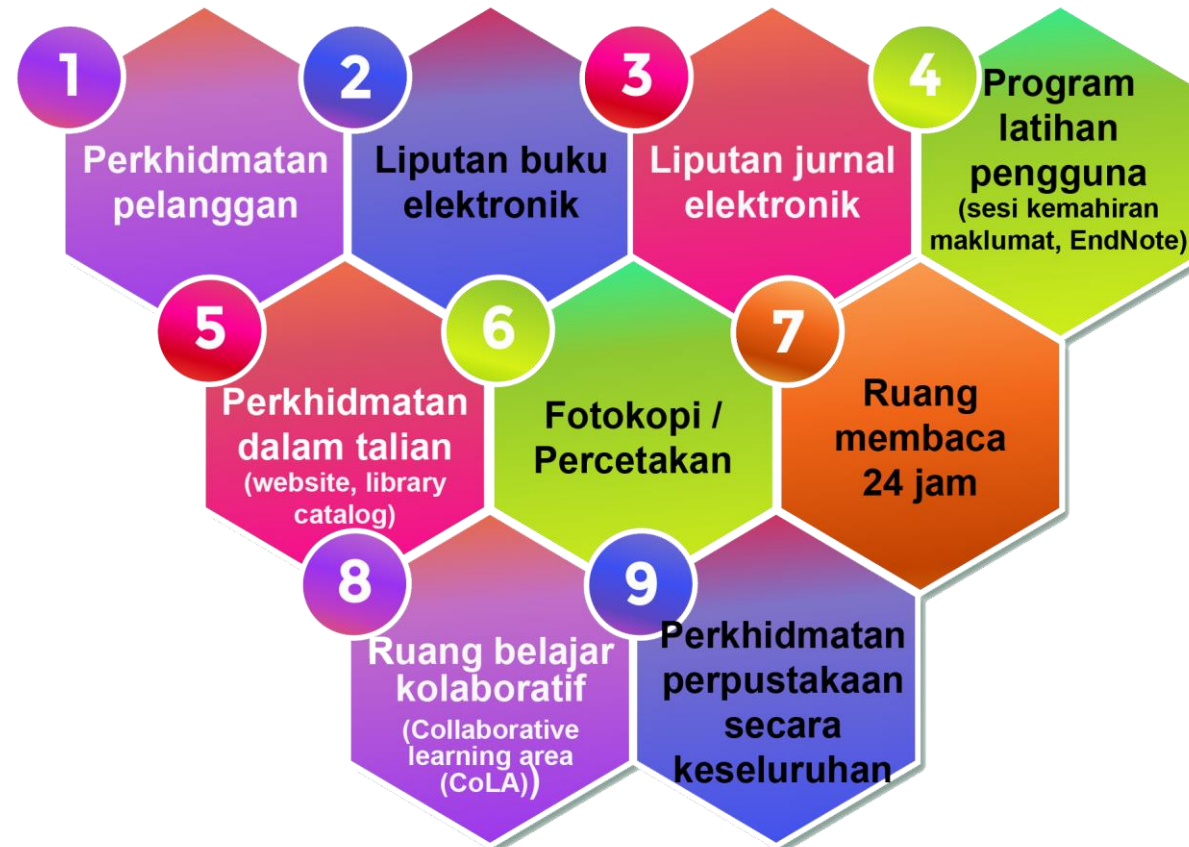 1
Perkhidmatan
pelanggan
2
Liputan buku
elektronik
3
Liputan jurnal
elektronik
4
Program
latihan
pengguna
(sesi kemahiran
maklumat, EndNote)
5
Perkhidmatan
dalam talian
(website, library
catalog)
6
Fotokopi /
Percetakan
7
Ruang
membaca
24 jam
8
Ruang belajar
kolaboratif
(Collaborative
learning area
(CoLA))
9
Perkhidmatan
perpustakaan
secara
keseluruhan